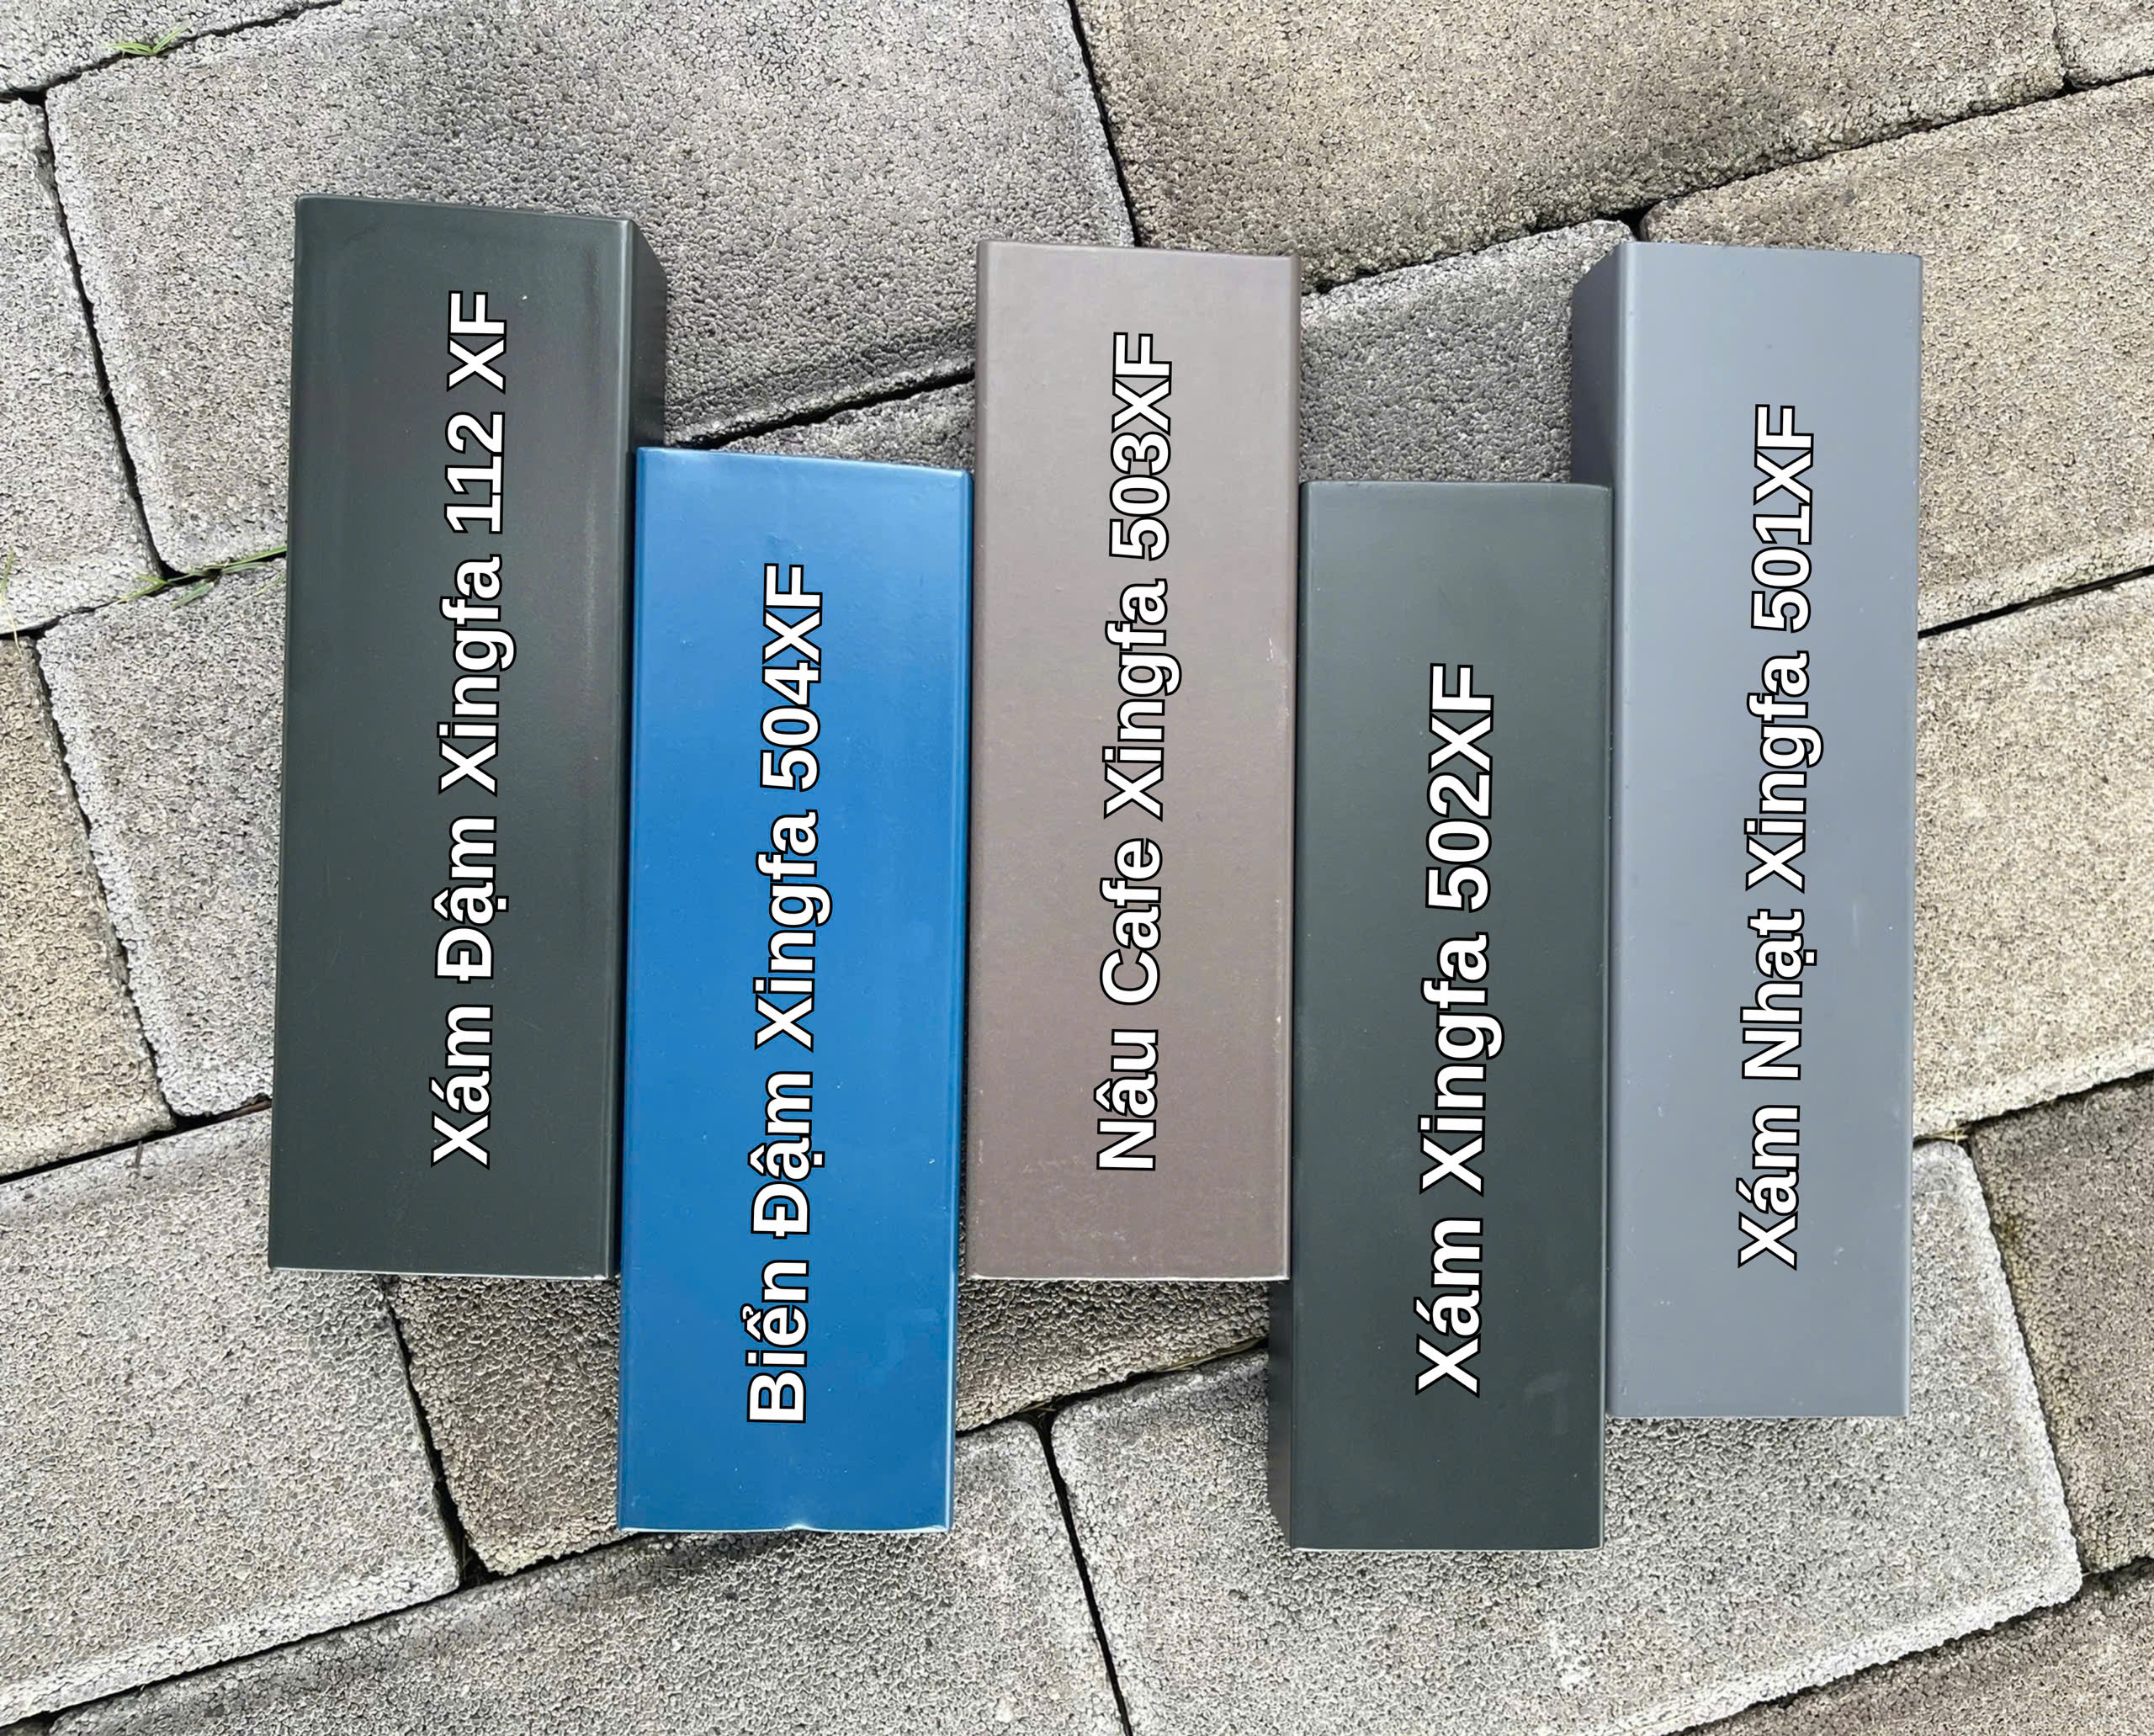 Xám Đậm Xingfa 112 XF
Biển Đậm Xingfa 504XF
Nâu Cafe Xingfa 503XF
Xám Xingfa 502XF
Xám Nhạt Xingfa 501XF